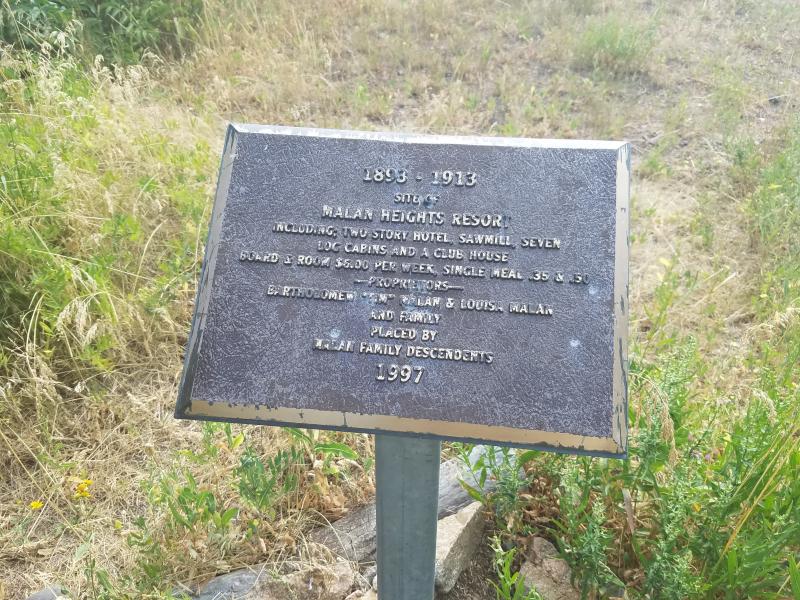 1893 - 1913
SITE OF
MALAN HEIGHTS RESORT
INCLUDING; TWO STORY HOTEL, SAWMILL, SEVEN
LOG CABINS AND A CLUB HOUSE
BOARD & ROOM $6.00 PER WEEK, SINGLE MEAL .35 &
—PROPRIETORS—
BARTHOLOMEW "TIM" MALAN & LOUISA MALAN
AND FAMILY
PLACED BY
MALAN FAMILY DESCENDENTS
1997